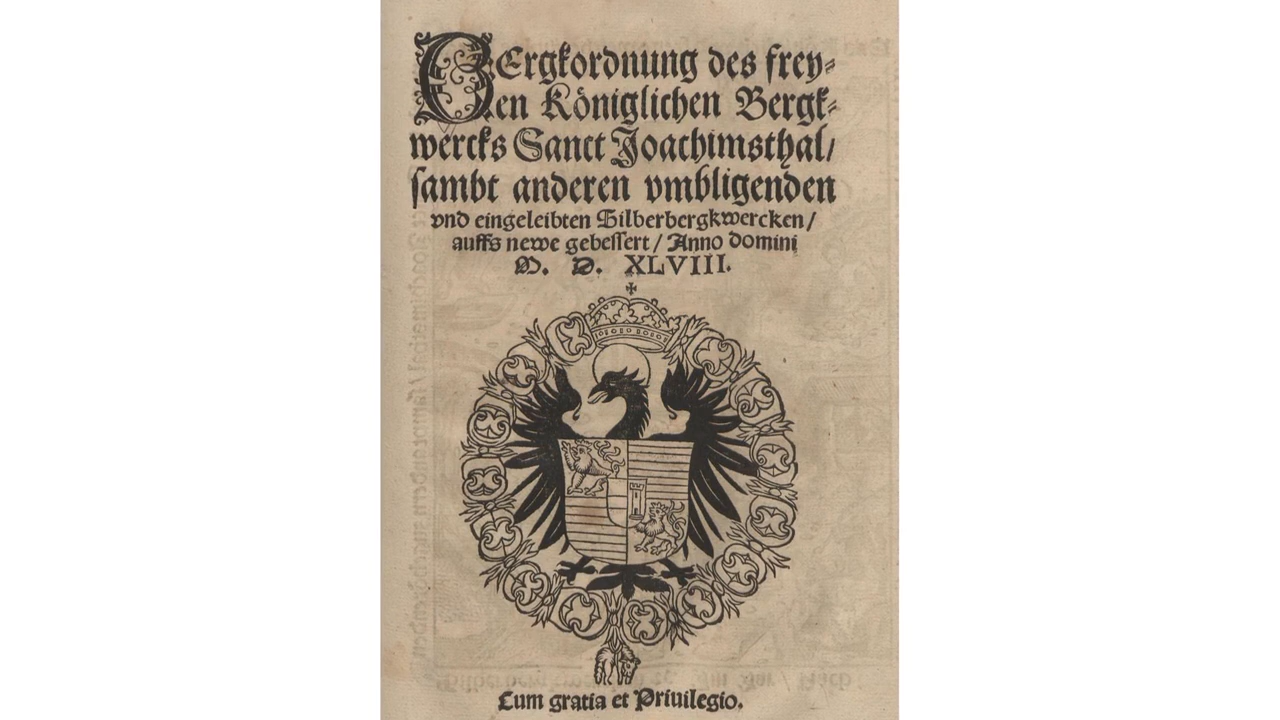 BErgkordnung des frey-
en Königlichen Bergk-
wercks Sanct Joachimsthal/
sambt anderen vmbligenden
vnd eingeleibten Silberbergkwercken/
auffs newe gebessert/ Anno domini
M. D. XLVIII.
Cum gratia et Priuilegio.